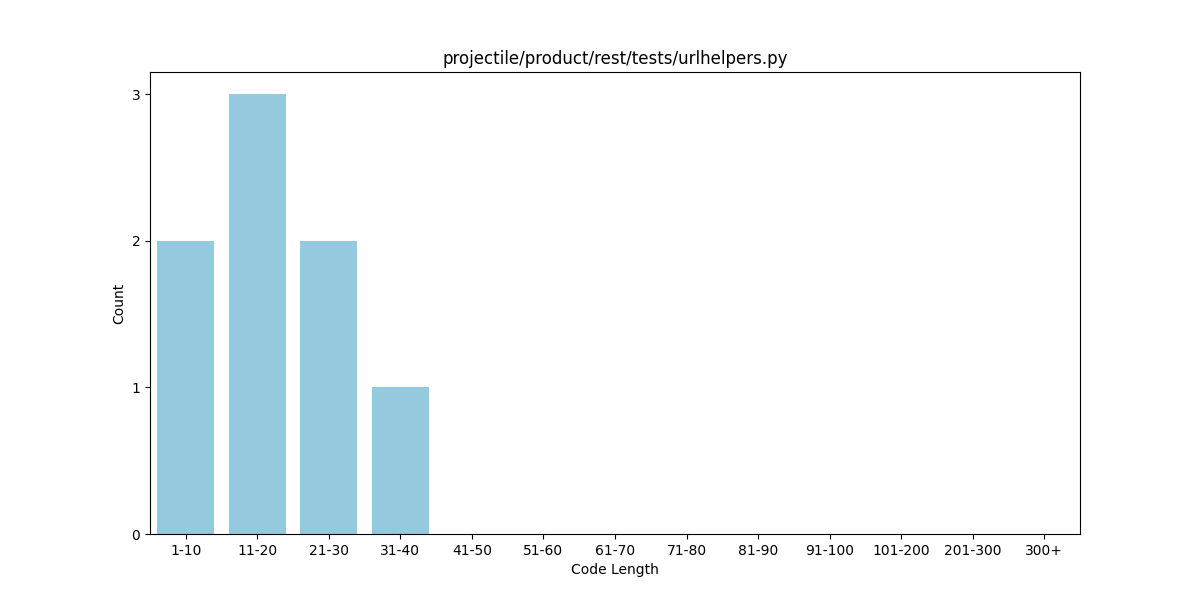 projectile/product/rest/tests/urlhelpers.py
3
2
1
0
Count
1-10 11-20 21-30 31-40 41-50 51-60 61-70 71-80 81-90 91-100 101-200 201-300 300+
Code Length